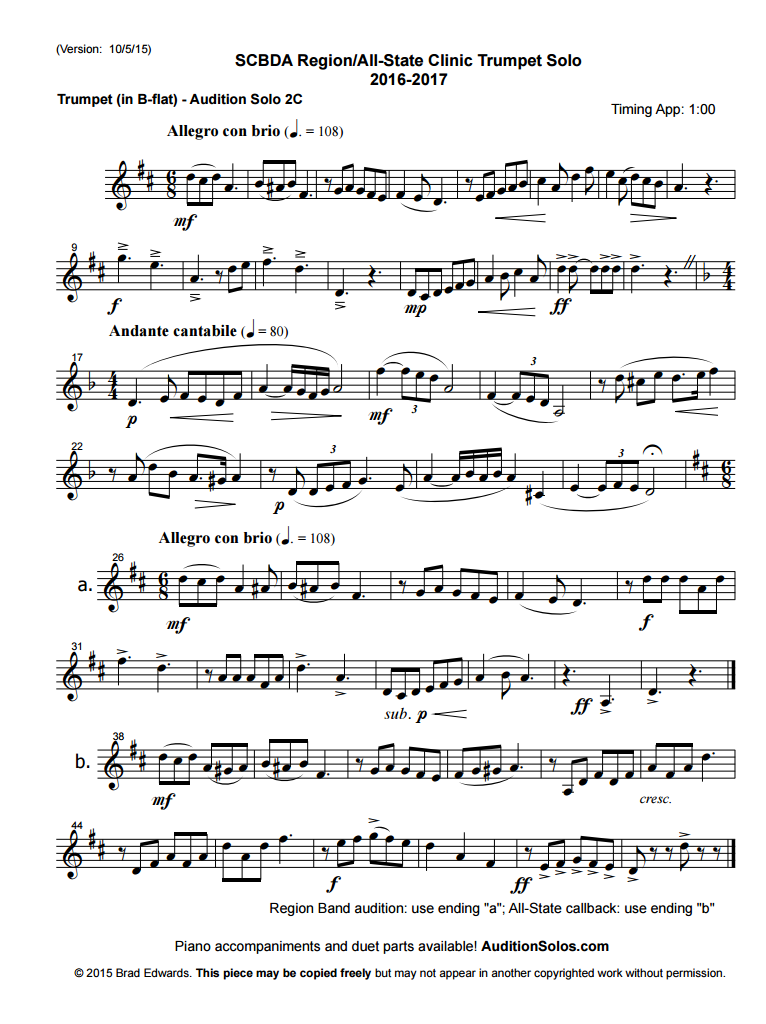 (Version: 10/5/15)
SCBDA Region/All-State Clinic Trumpet Solo
2016-2017
Trumpet (in B-flat) - Audition Solo 2C
Timing App: 1:00
Allegro con brio (♩. = 108)
6
8
mf
9
f
mp
ff
4
4
Andante cantabile (♩ = 80)
17
4
4
3
p
mf
3
3
22
3
3
p
6
8
Allegro con brio (♩. = 108)
26
a.
6
8
mf
f
31
sub. p
ff
38
b.
mf
cresc.
44
f
ff
Region Band audition: use ending "a"; All-State callback: use ending "b"
Piano accompaniments and duet parts available! AuditionSolos.com
© 2015 Brad Edwards. This piece may be copied freely but may not appear in another copyrighted work without permission.